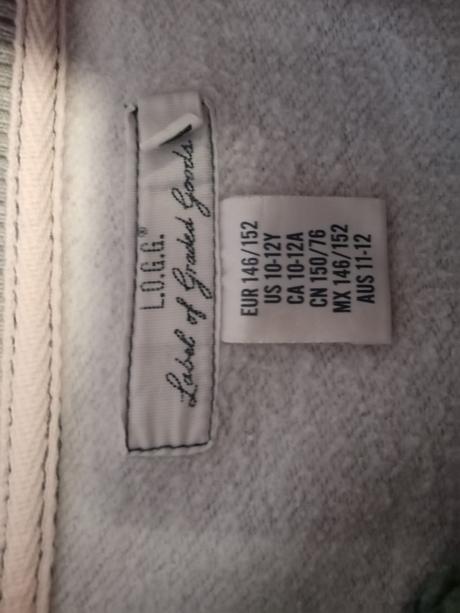 L.O.G.G.®
Label of Graded Goods
EUR 146/152
US 10-12Y
CA 10-12A
CN 150/76
MX 146/152
AUS 11-12